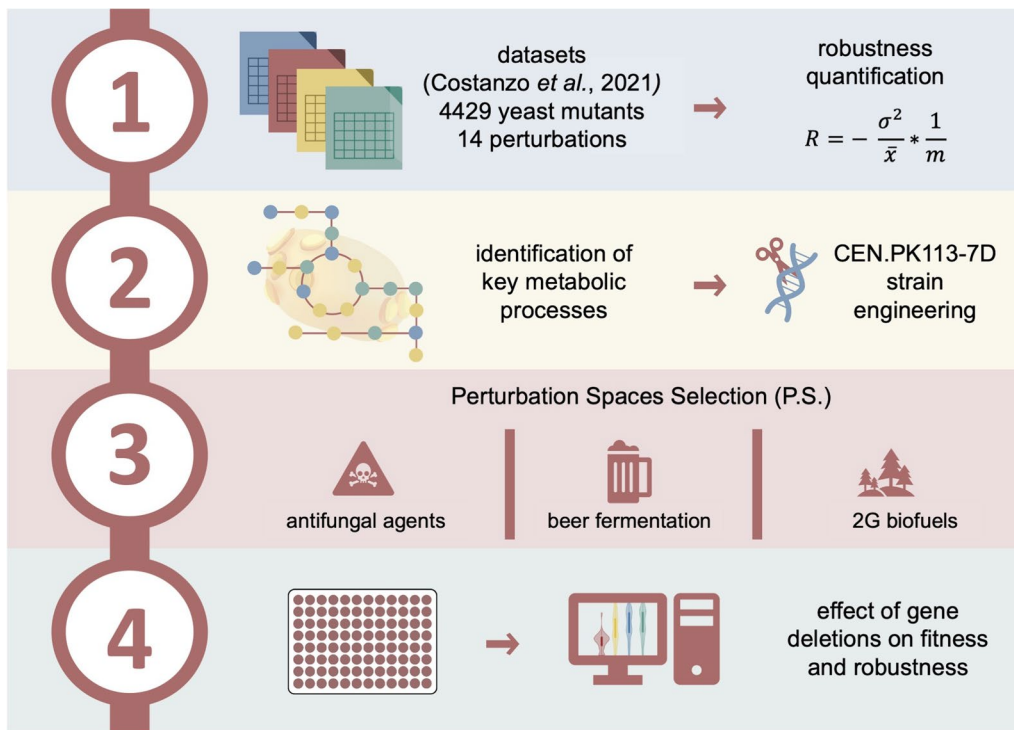 1
datasets
(Costanzo et al., 2021)
4429 yeast mutants
14 perturbations
robustness
quantification
R = − σ²/x̄ * 1/m
2
identification of
key metabolic
processes
CEN.PK113-7D
strain
engineering
3
Perturbation Spaces Selection (P.S.)
antifungal agents
beer fermentation
2G biofuels
4
effect of gene
deletions on fitness
and robustness